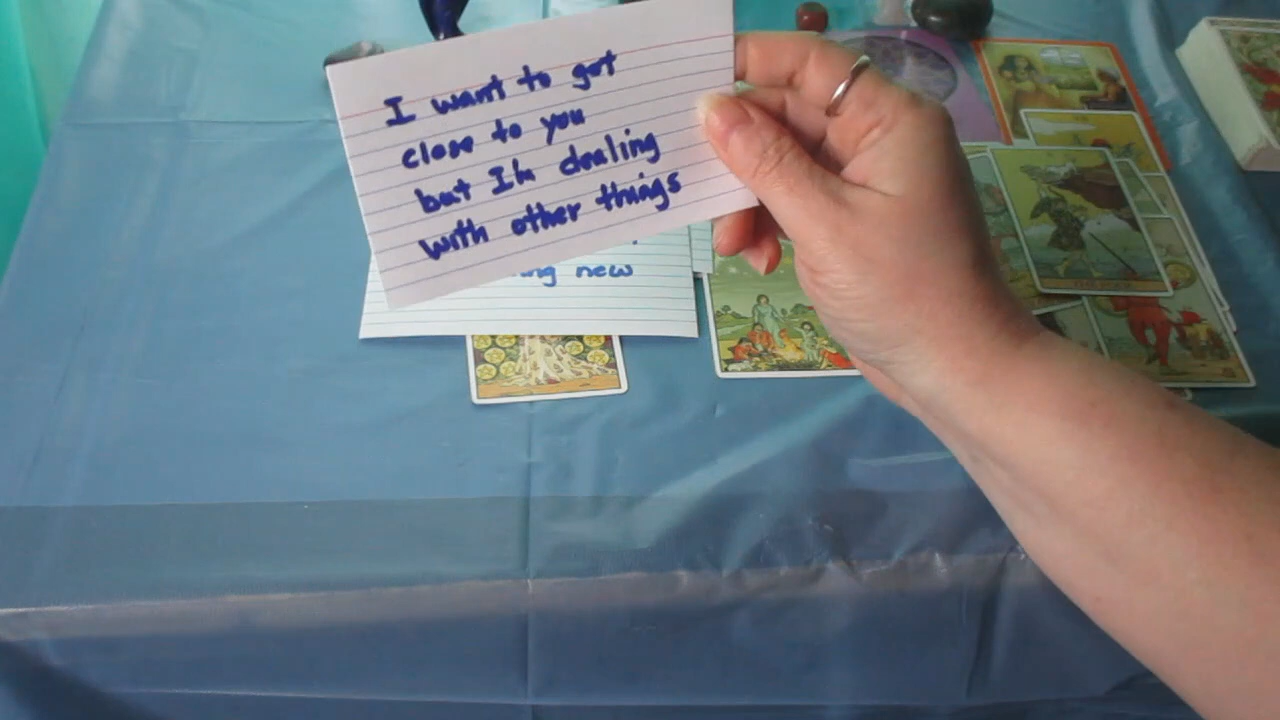 I want to get
close to you
but I'm dealing
with other things
new